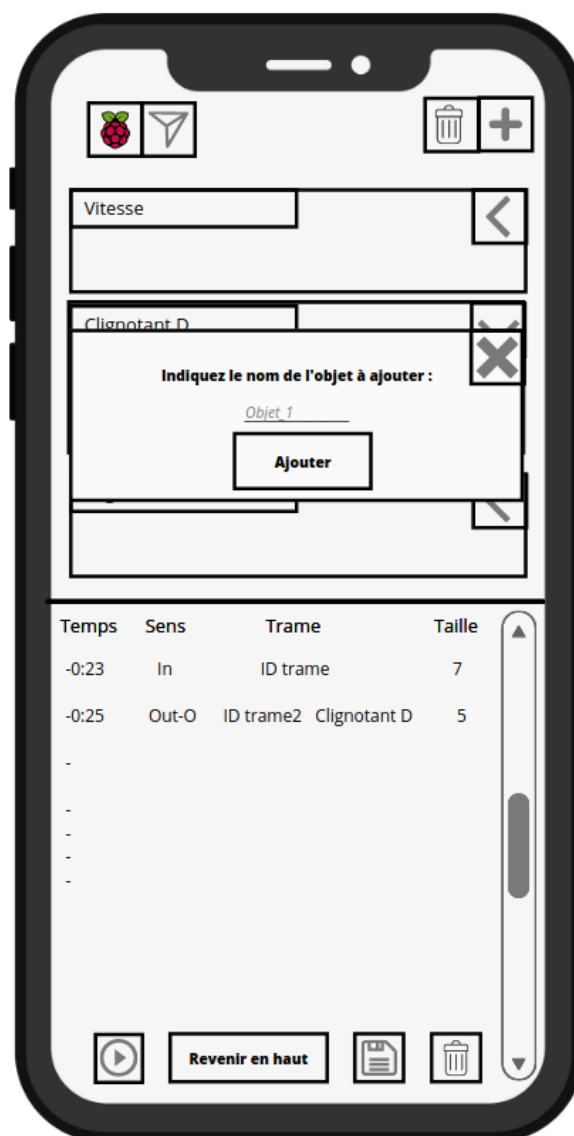 Vitesse
Clignotant D
Indiquez le nom de l'objet à ajouter :
Objet_1
Ajouter
Temps Sens Trame Taille
-0:23 In ID trame 7
-0:25 Out-O ID trame2 Clignotant D 5
-
-
-
-
-
Revenir en haut